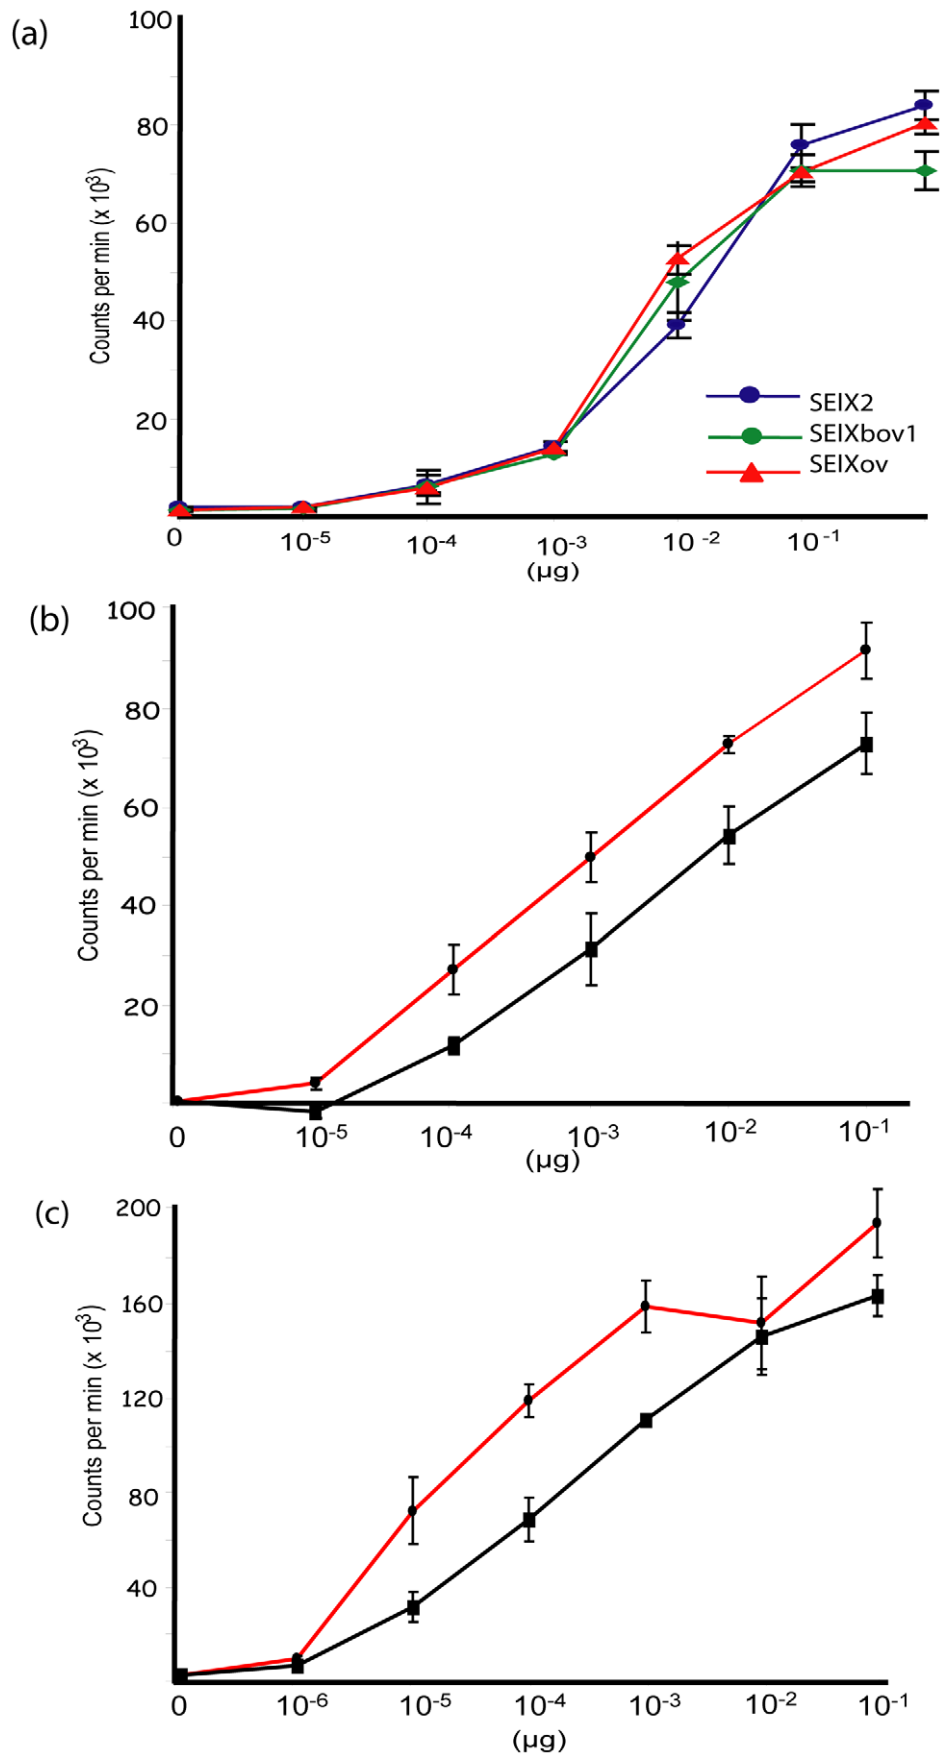 (a)
100
80
60
40
20
Counts per min (x 10³)
SEIX2
SEIXbov1
SEIXov
0 10⁻⁵ 10⁻⁴ 10⁻³ 10⁻² 10⁻¹
(µg)
(b)
100
80
60
40
20
Counts per min (x 10³)
0 10⁻⁵ 10⁻⁴ 10⁻³ 10⁻² 10⁻¹
(µg)
(c)
200
160
120
80
40
Counts per min (x 10³)
0 10⁻⁶ 10⁻⁵ 10⁻⁴ 10⁻³ 10⁻² 10⁻¹
(µg)